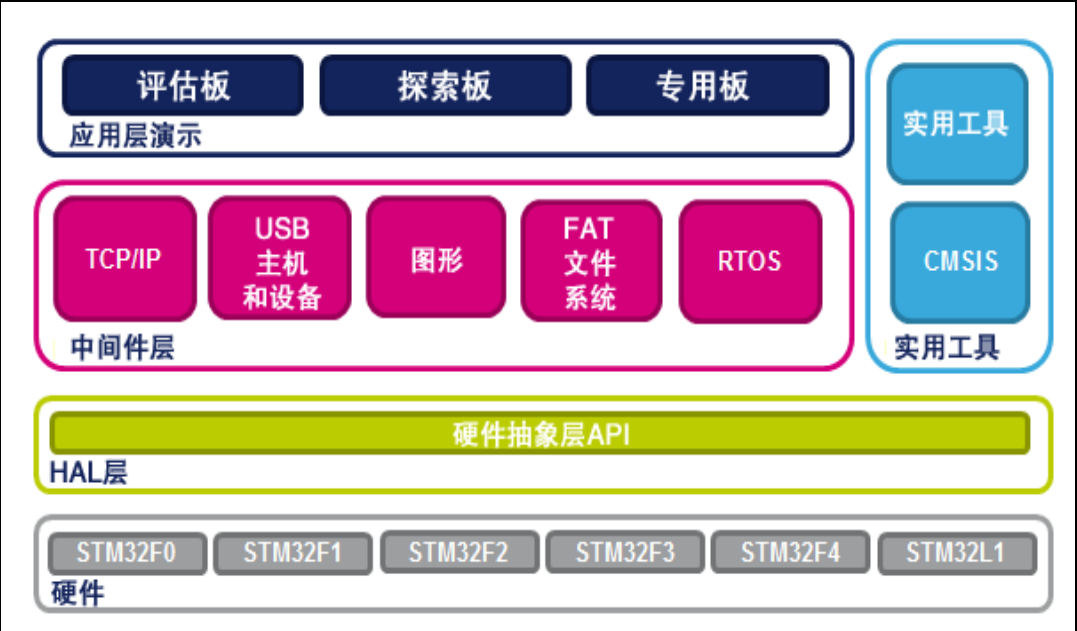 评估板
探索板
专用板
应用层演示
实用工具
TCP/IP
USB
主机
和设备
图形
FAT
文件
系统
RTOS
中间件层
CMSIS
实用工具
硬件抽象层API
HAL层
STM32F0
STM32F1
STM32F2
STM32F3
STM32F4
STM32L1
硬件